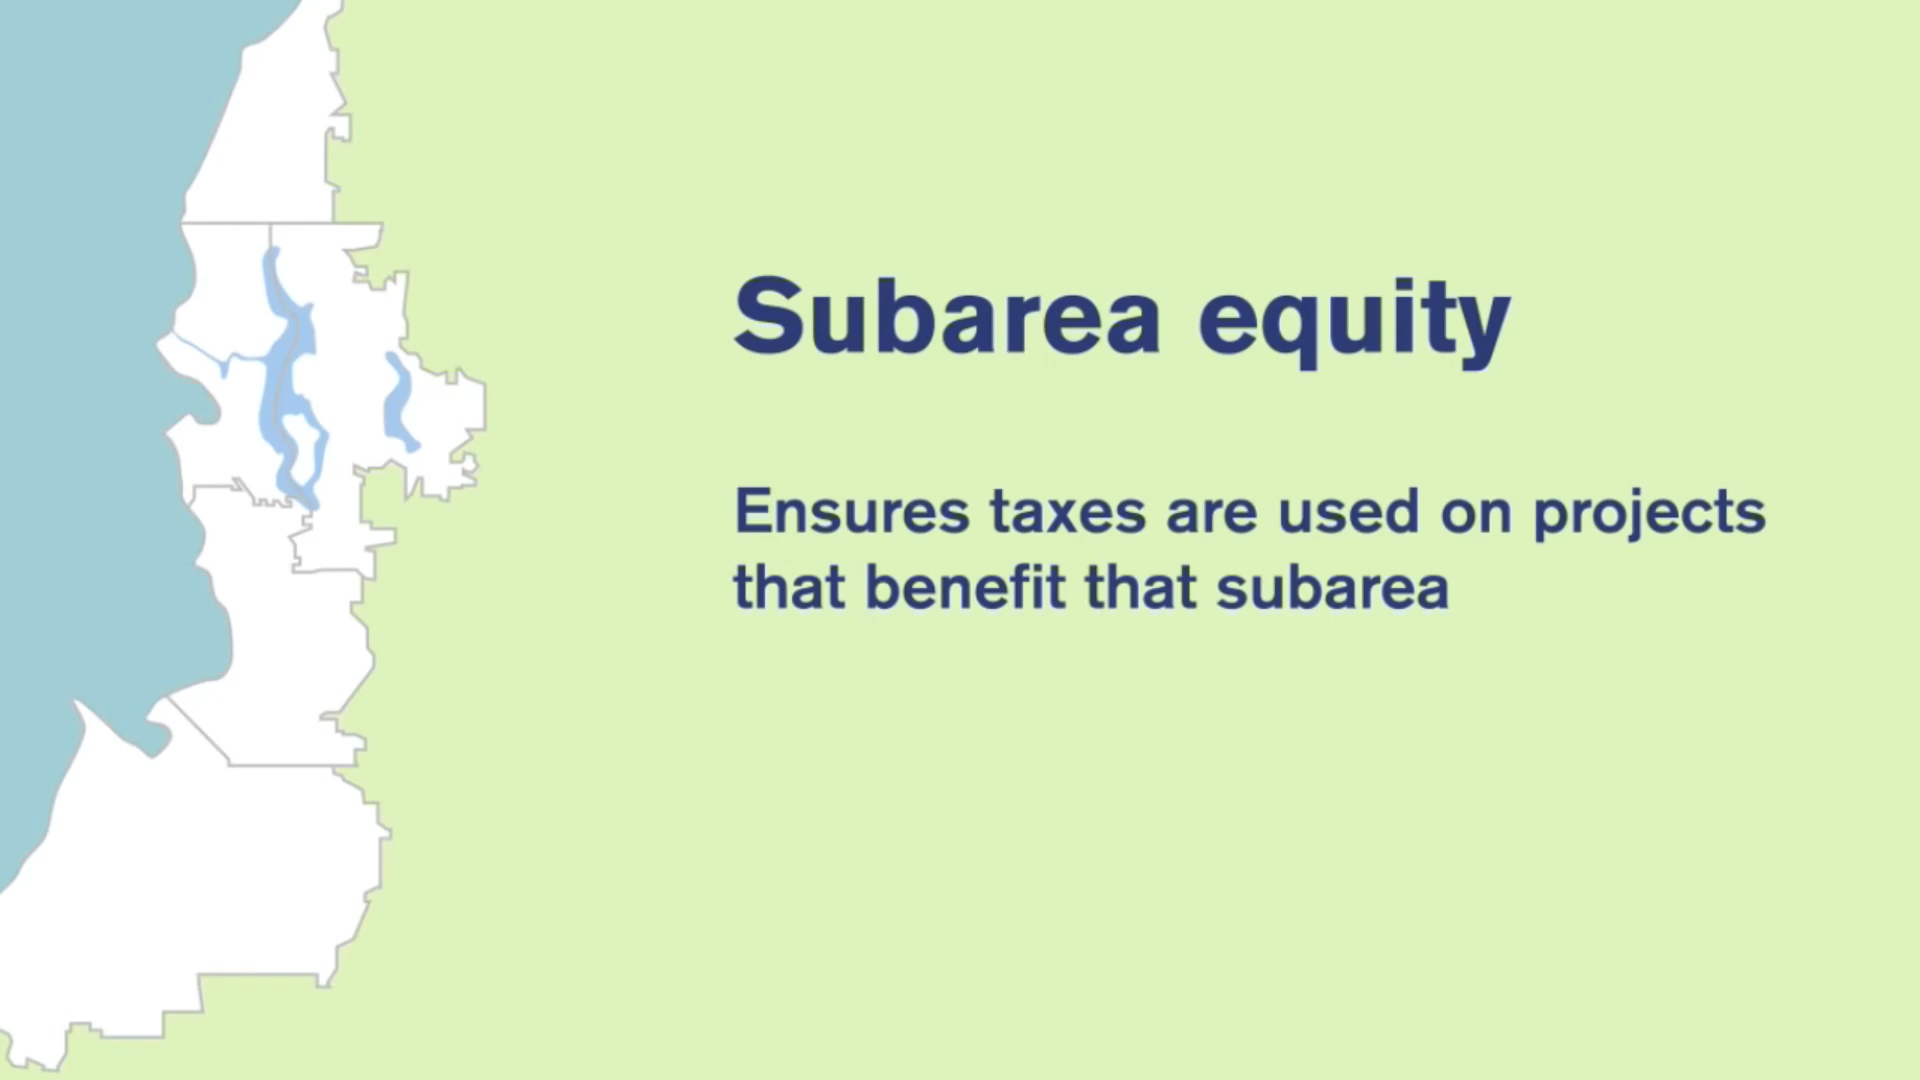 Subarea equity
Ensures taxes are used on projects
that benefit that subarea